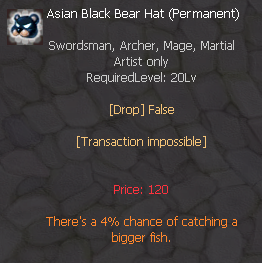 Asian Black Bear Hat (Permanent)
Swordsman, Archer, Mage, Martial
Artist only
RequiredLevel: 20Lv
[Drop] False
[Transaction impossible]
Price: 120
There's a 4% chance of catching a
bigger fish.